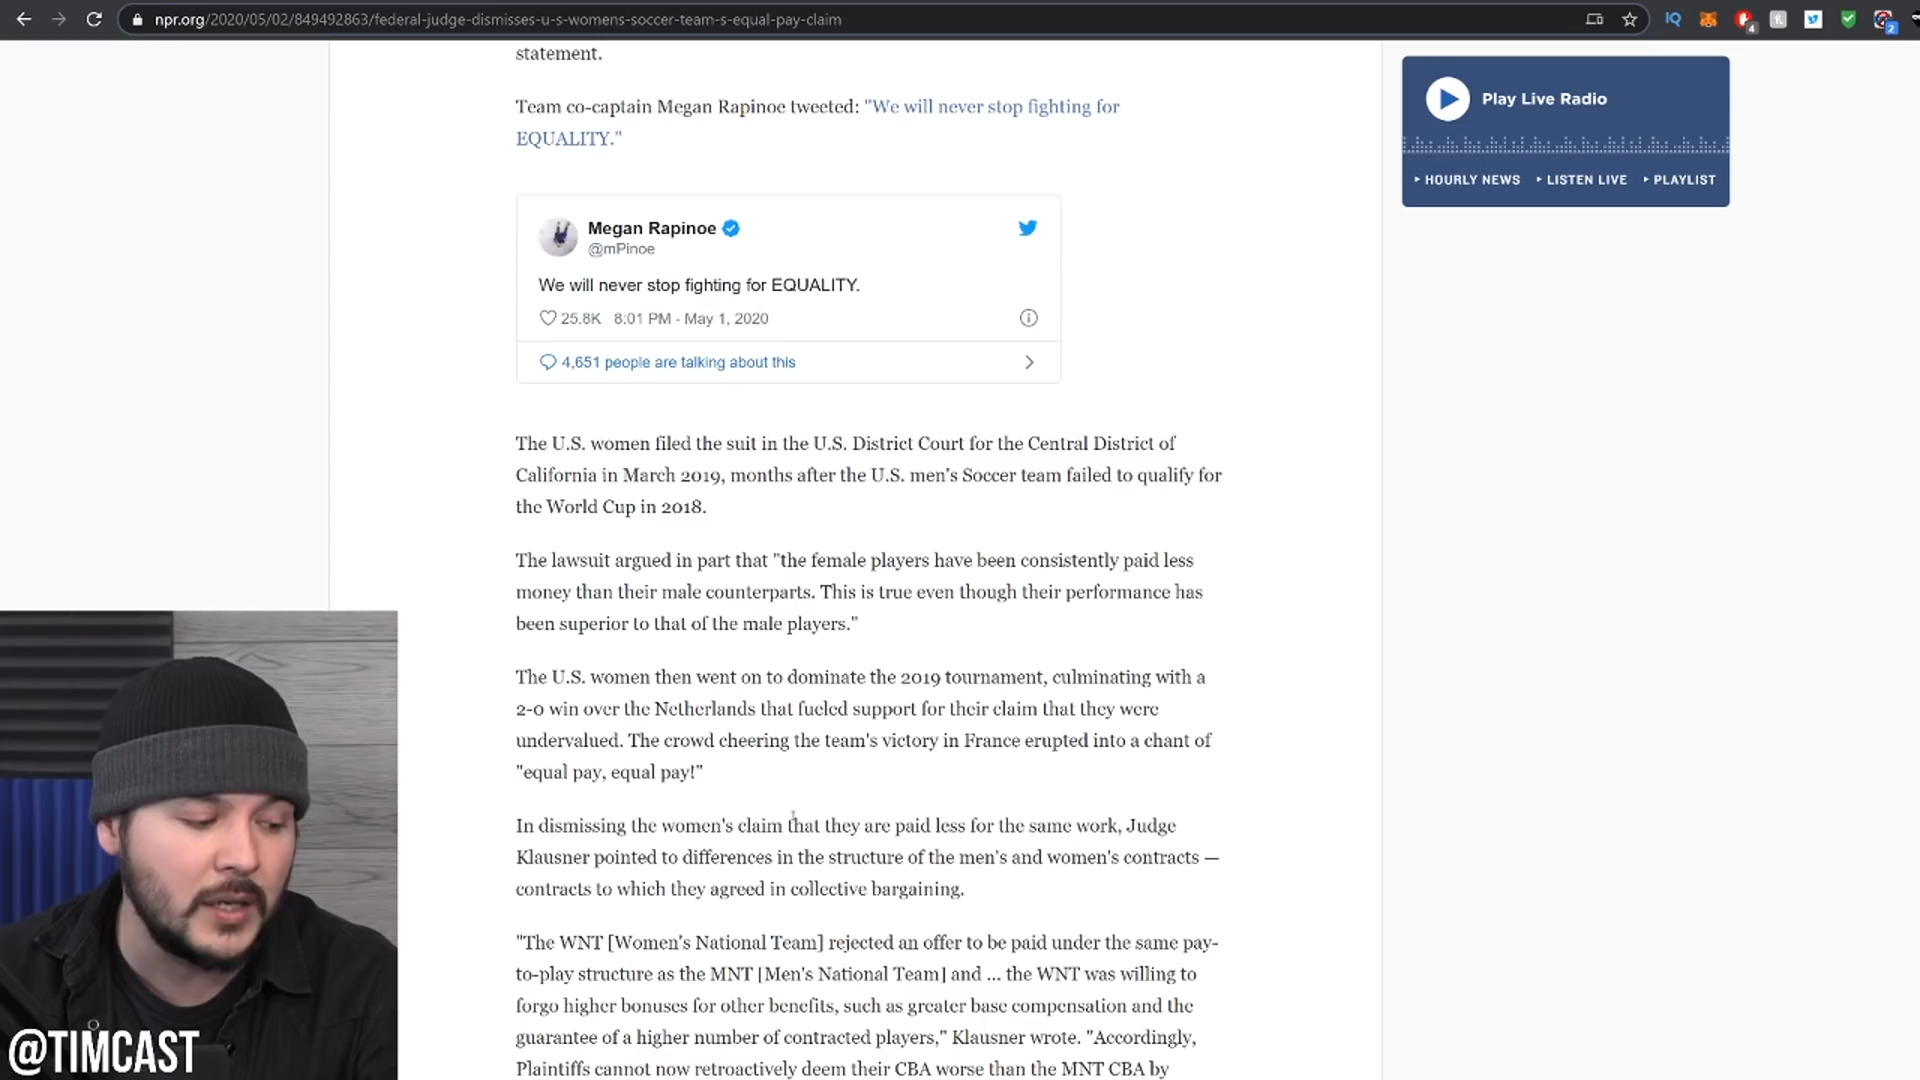 npr.org/2020/05/02/849492863/federal-judge-dismisses-u-s-womens-soccer-team-s-equal-pay-claim
4
2
statement.
Team co-captain Megan Rapinoe tweeted: "We will never stop fighting for
EQUALITY."
Megan Rapinoe
@mPinoe
We will never stop fighting for EQUALITY.
25.8K 8:01 PM - May 1, 2020
4,651 people are talking about this
The U.S. women filed the suit in the U.S. District Court for the Central District of
California in March 2019, months after the U.S. men's Soccer team failed to qualify for
the World Cup in 2018.
The lawsuit argued in part that "the female players have been consistently paid less
money than their male counterparts. This is true even though their performance has
been superior to that of the male players."
The U.S. women then went on to dominate the 2019 tournament, culminating with a
2-0 win over the Netherlands that fueled support for their claim that they were
undervalued. The crowd cheering the team's victory in France erupted into a chant of
"equal pay, equal pay!"
In dismissing the women's claim that they are paid less for the same work, Judge
Klausner pointed to differences in the structure of the men's and women's contracts —
contracts to which they agreed in collective bargaining.
"The WNT [Women's National Team] rejected an offer to be paid under the same pay-
to-play structure as the MNT [Men's National Team] and ... the WNT was willing to
forgo higher bonuses for other benefits, such as greater base compensation and the
guarantee of a higher number of contracted players," Klausner wrote. "Accordingly,
Plaintiffs cannot now retroactively deem their CBA worse than the MNT CBA by
Play Live Radio
HOURLY NEWS LISTEN LIVE PLAYLIST
@TIMCAST